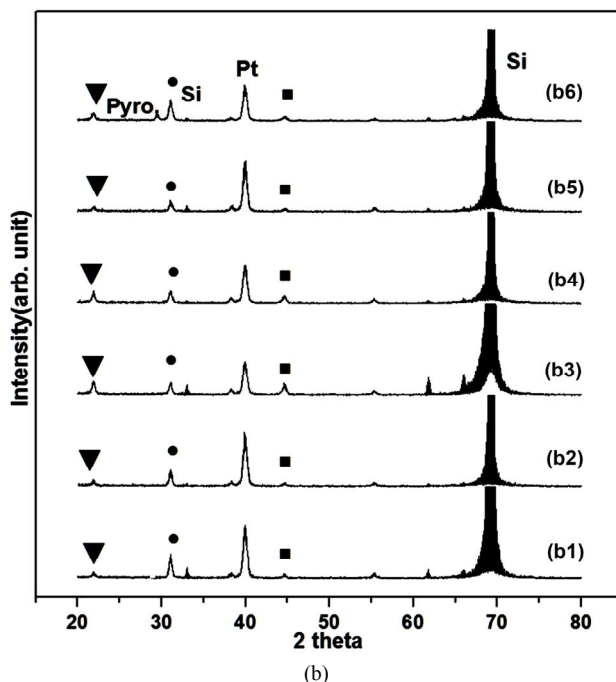 Pt
Si
Si
Pyro.
(b6)
(b5)
(b4)
(b3)
(b2)
(b1)
Intensity(arb. unit)
20 30 40 50 60 70 80
2 theta
(b)